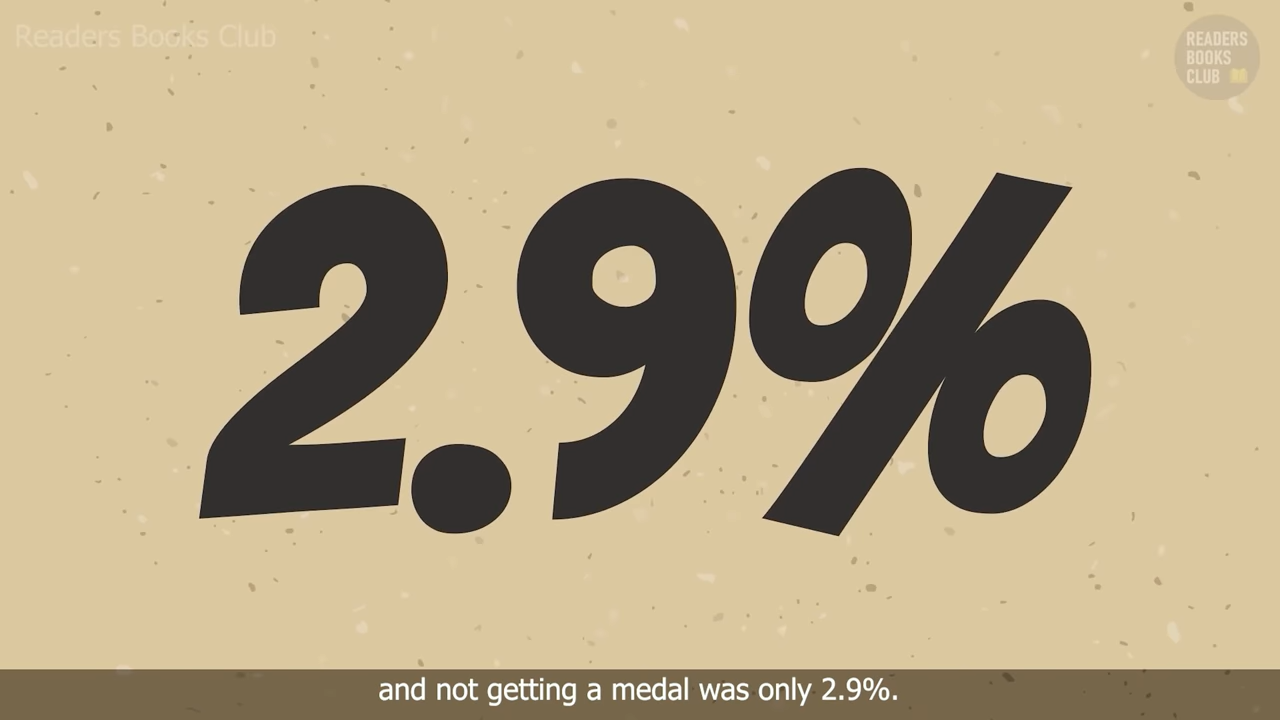 Readers Books Club
READERS
BOOKS
CLUB
2.9%
and not getting a medal was only 2.9%.